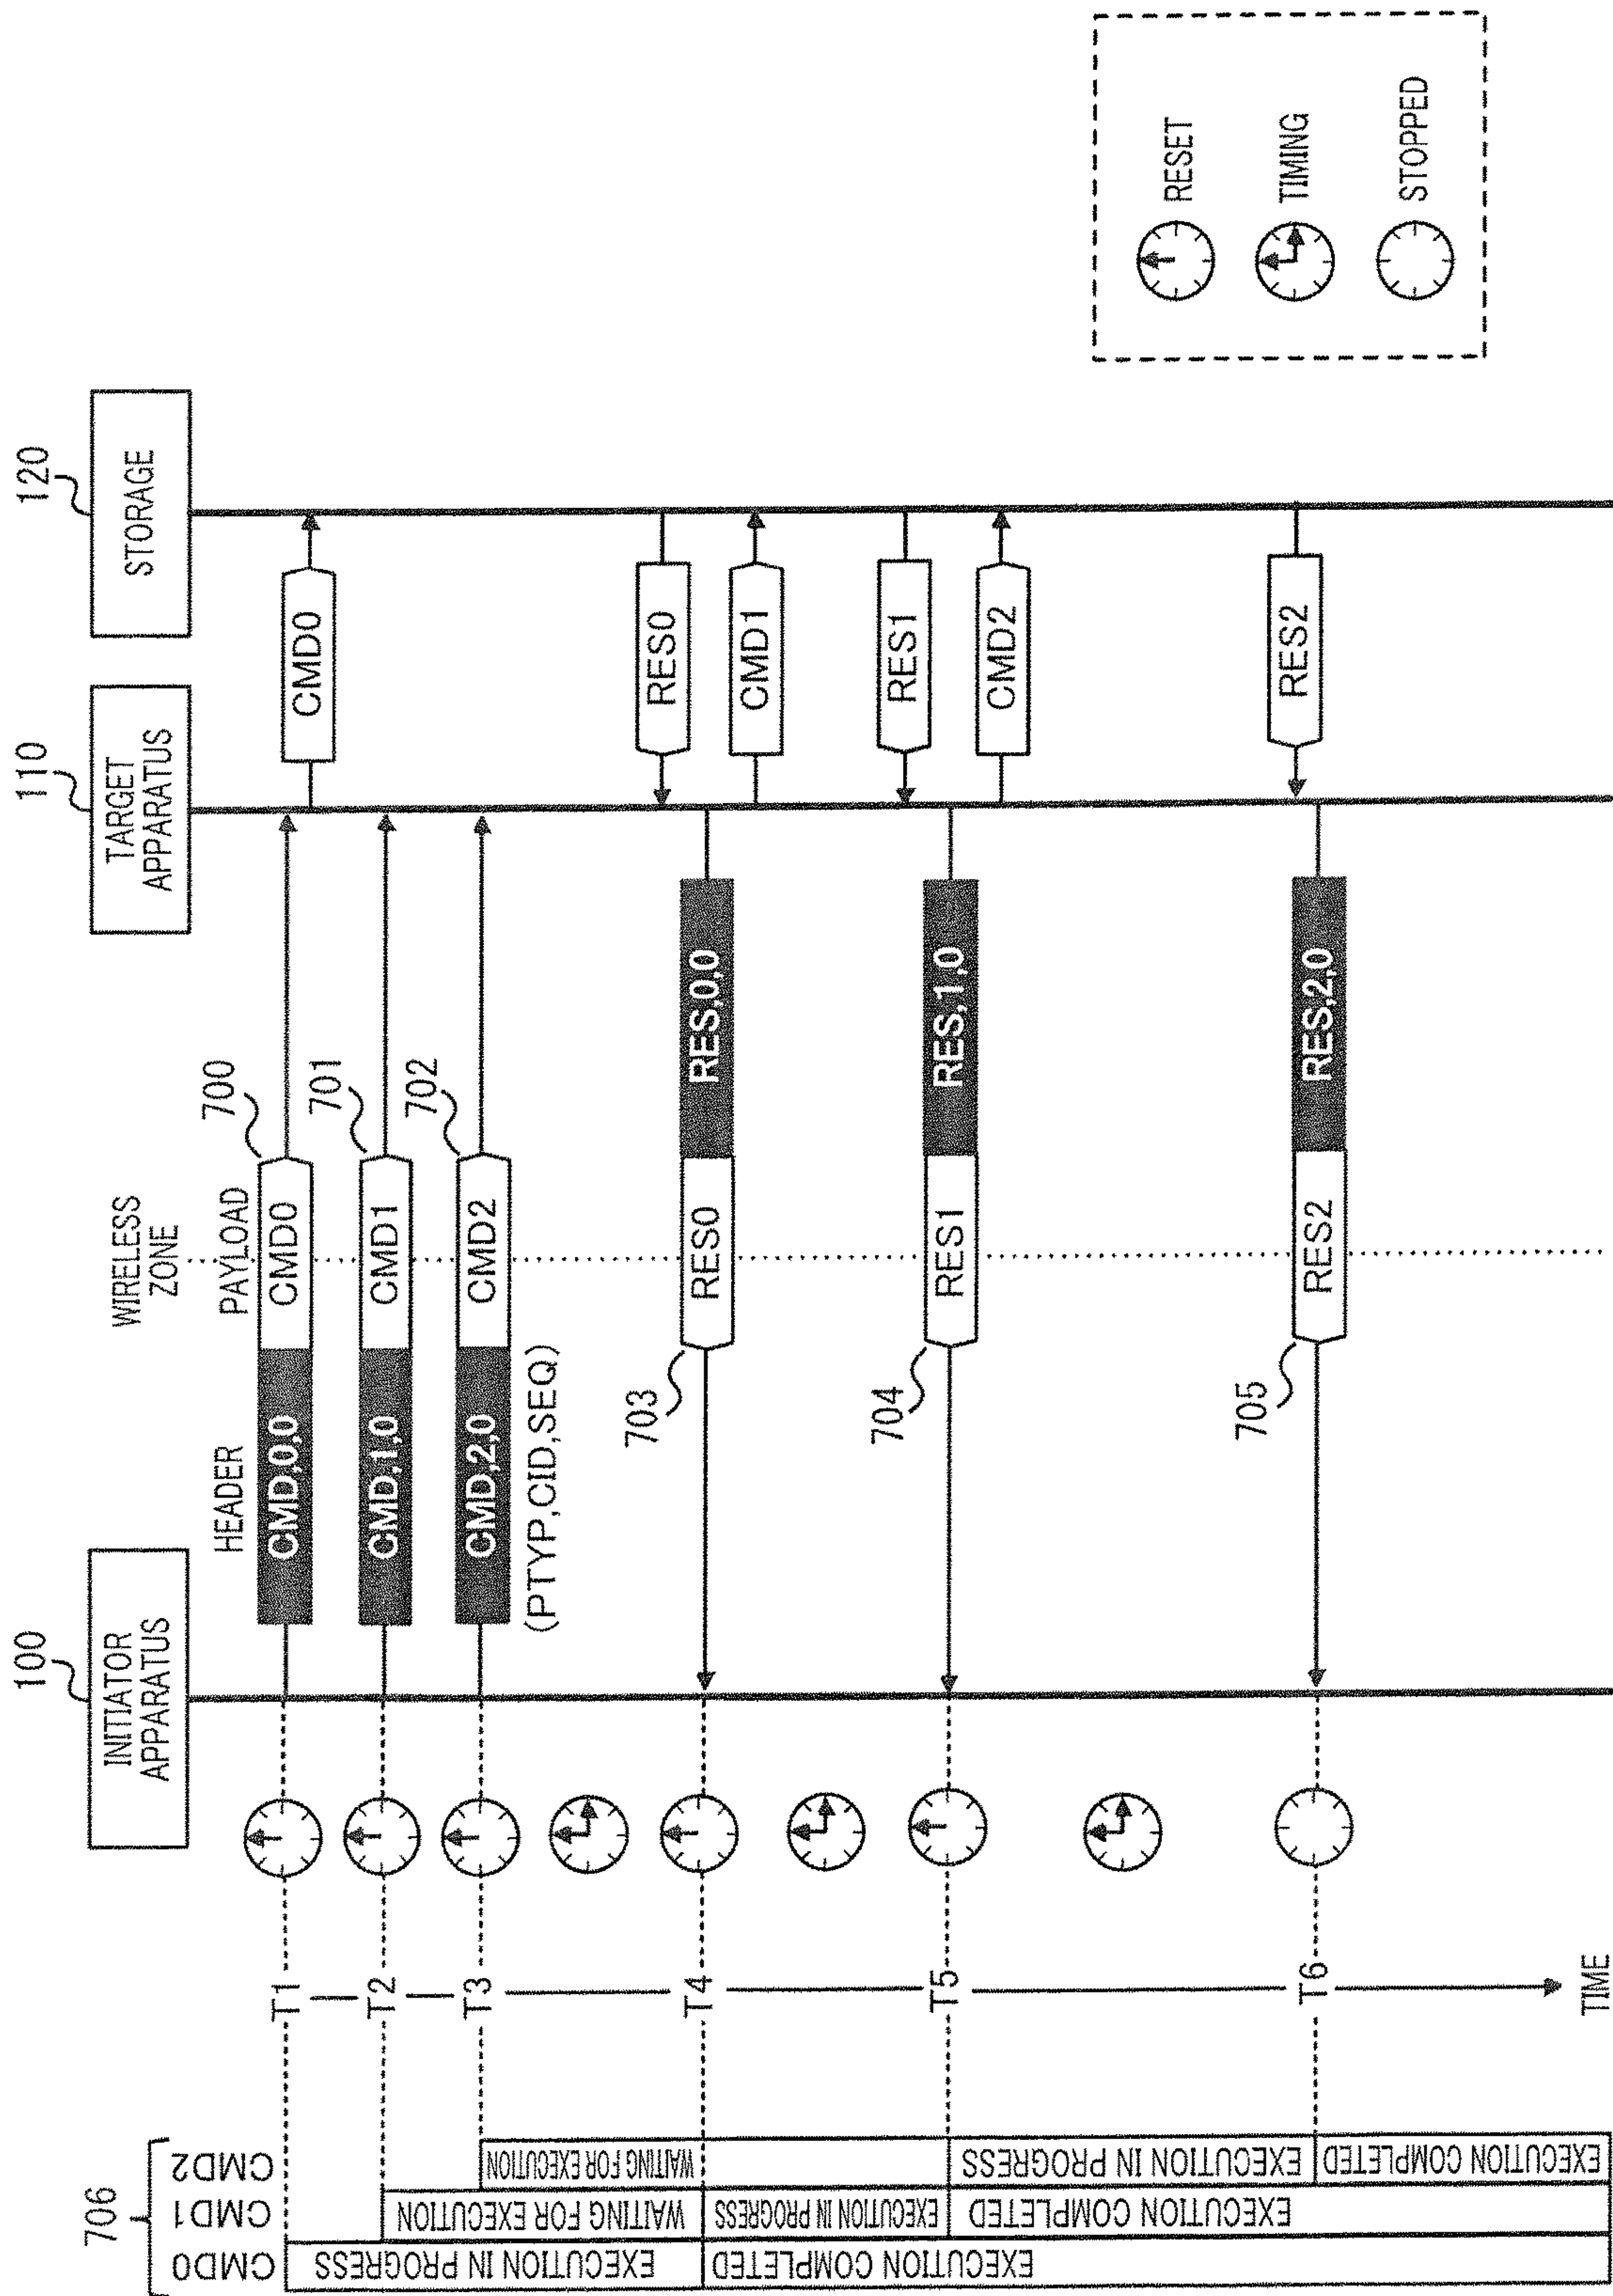 100
INITIATOR
APPARATUS
110
TARGET
APPARATUS
120
STORAGE
WIRELESS
ZONE
HEADER
PAYLOAD
706
CMD0
CMD1
CMD2
T1
CMD,0,0
CMD0
700
CMD0
T2
CMD,1,0
CMD1
701
T3
CMD,2,0
CMD2
702
(PTYP,CID,SEQ)
RES0
T4
703
RES0
RES,0,0
CMD1
RES1
T5
704
RES1
RES,1,0
CMD2
RES2
T6
705
RES2
RES,2,0
TIME
EXECUTION IN PROGRESS
EXECUTION COMPLETED
WAITING FOR EXECUTION
EXECUTION IN PROGRESS
EXECUTION COMPLETED
WAITING FOR EXECUTION
EXECUTION IN PROGRESS
EXECUTION COMPLETED
RESET
TIMING
STOPPED